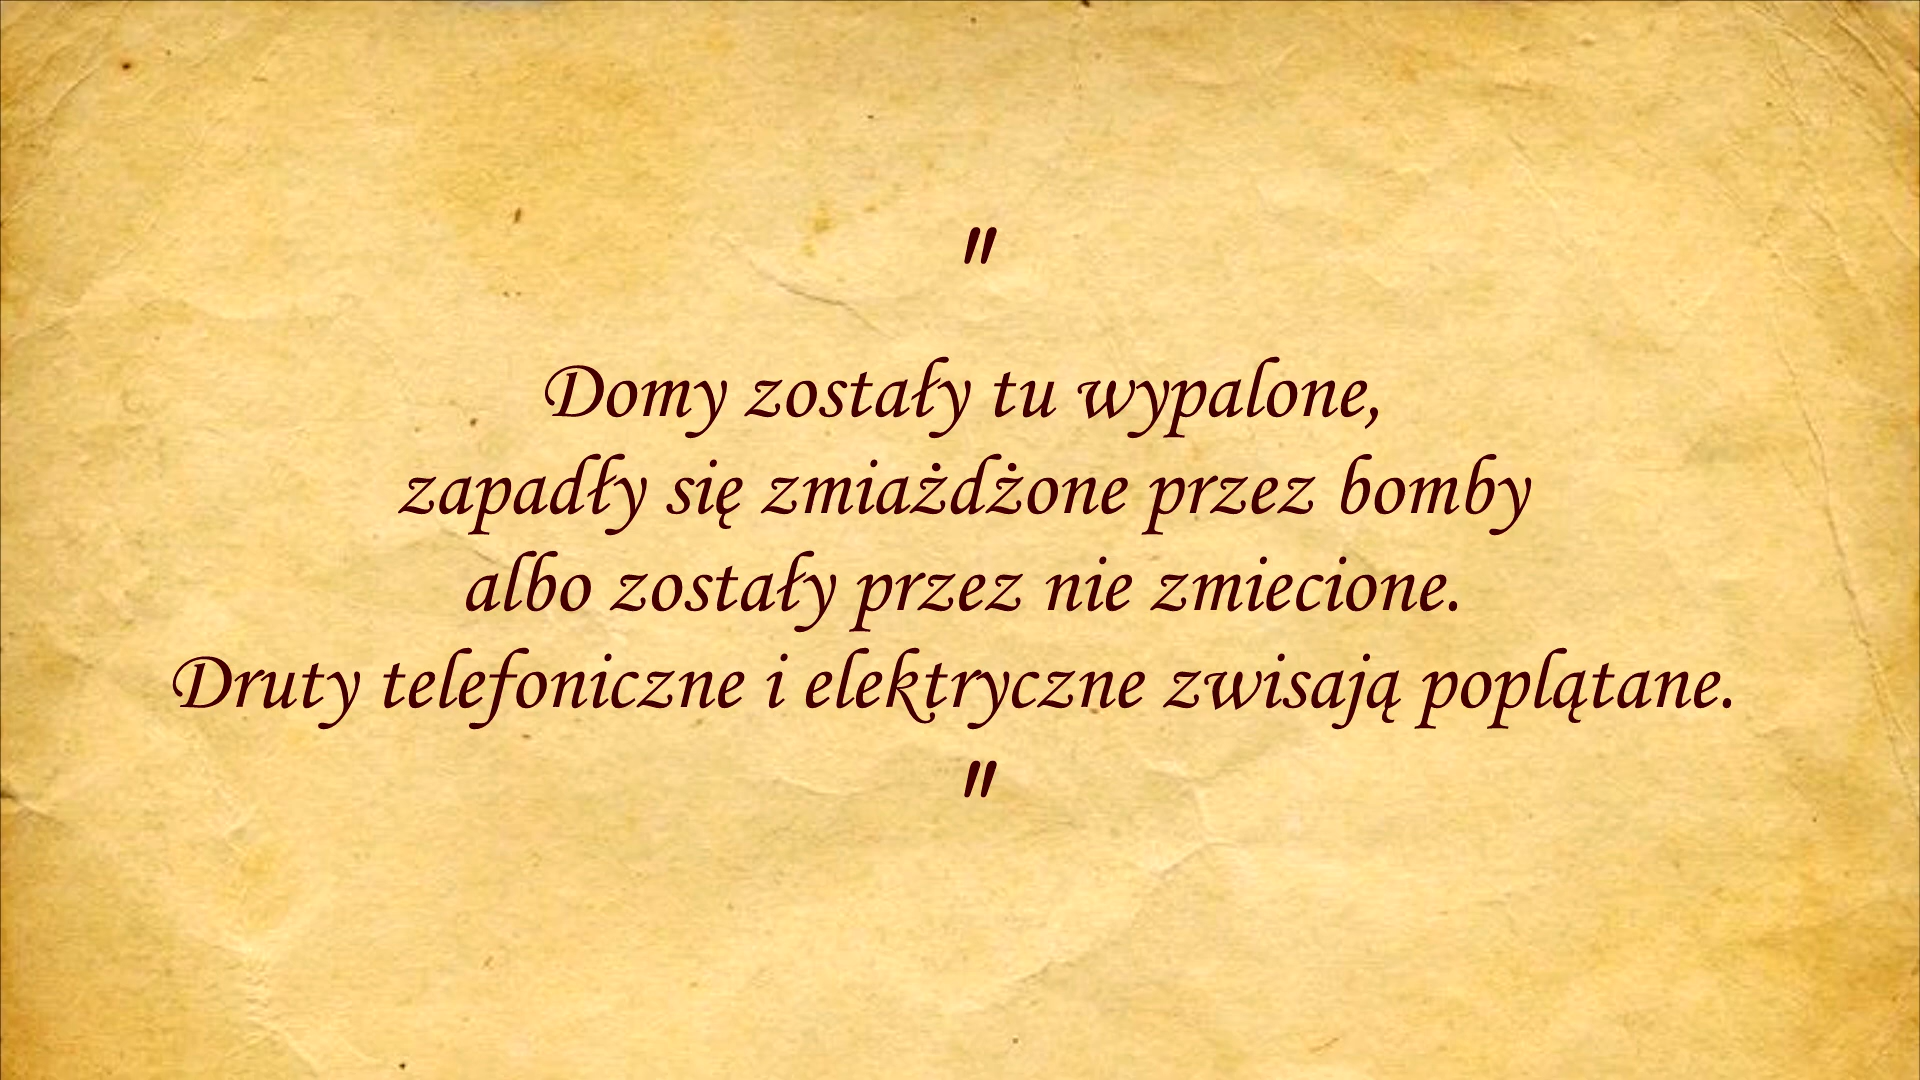 "
Domy zostały tu wypalone,
zapadły się zmiażdżone przez bomby
albo zostały przez nie zmiecione.
Druty telefoniczne i elektryczne zwisają poplątane.
"